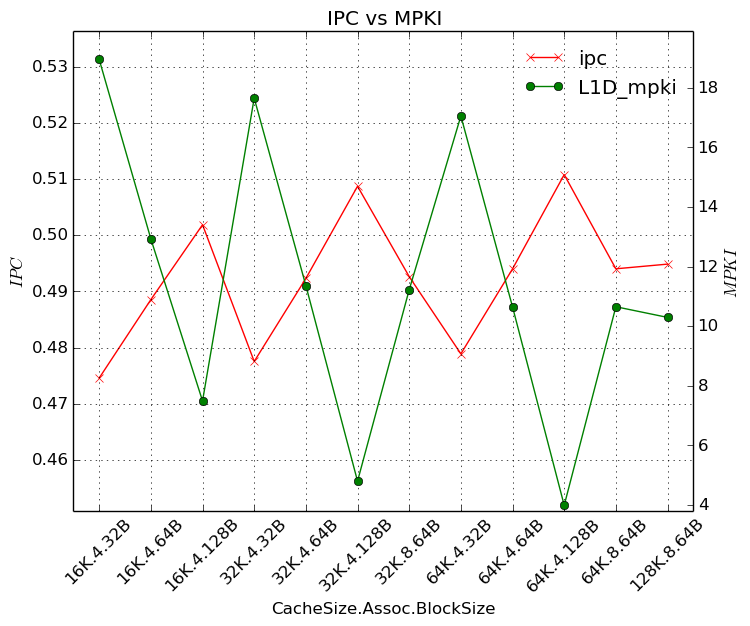 IPC vs MPKI
ipc
L1D_mpki
0.53
0.52
0.51
0.50
0.49
0.48
0.47
0.46
IPC
18
16
14
12
10
8
6
4
MPKI
16K.4.32B
16K.4.64B
16K.4.128B
32K.4.32B
32K.4.64B
32K.4.128B
32K.8.64B
64K.4.32B
64K.4.64B
64K.4.128B
64K.8.64B
128K.8.64B
CacheSize.Assoc.BlockSize